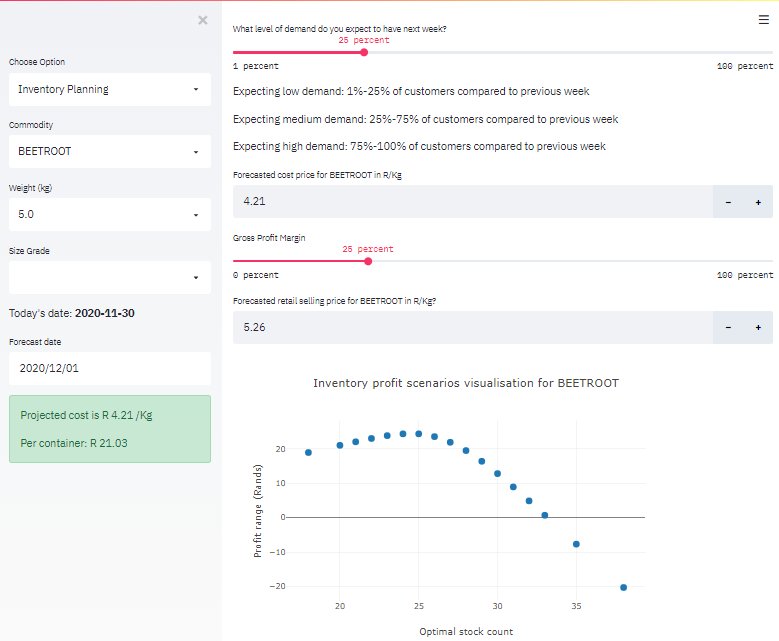 ×
Choose Option
Inventory Planning
Commodity
BEETROOT
Weight (kg)
5.0
Size Grade
Today's date: 2020-11-30
Forecast date
2020/12/01
Projected cost is R 4.21 /Kg
Per container: R 21.03
What level of demand do you expect to have next week?
25 percent
1 percent 100 percent
Expecting low demand: 1%-25% of customers compared to previous week
Expecting medium demand: 25%-75% of customers compared to previous week
Expecting high demand: 75%-100% of customers compared to previous week
Forecasted cost price for BEETROOT in R/Kg
4.21 - +
Gross Profit Margin
25 percent
0 percent 100 percent
Forecasted retail selling price for BEETROOT in R/Kg?
5.26 - +
Inventory profit scenarios visualisation for BEETROOT
Profit range (Rands)
20
10
0
−10
−20
20 25 30 35
Optimal stock count